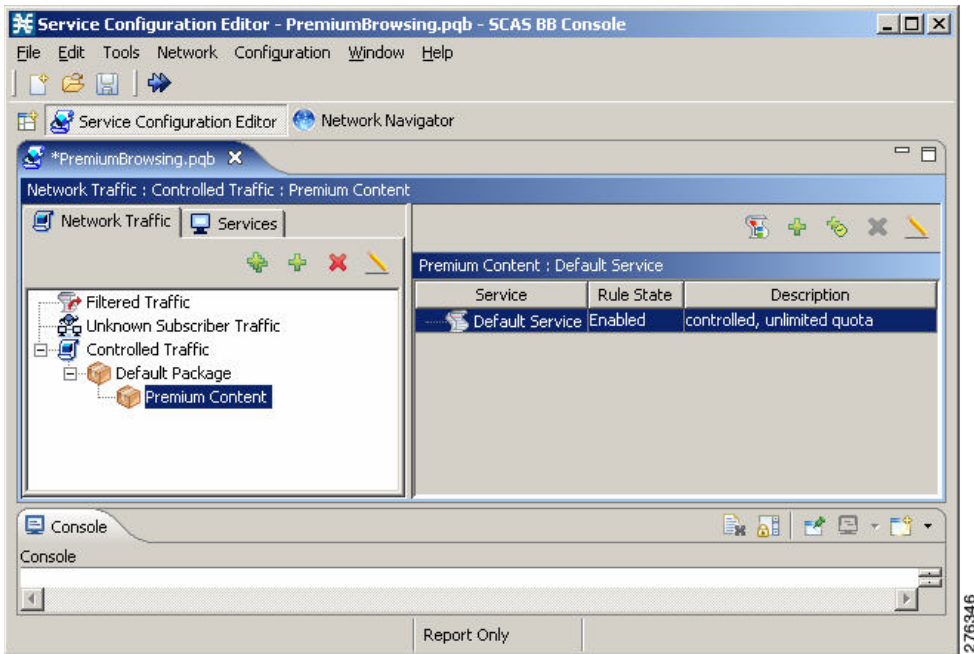 Service Configuration Editor - PremiumBrowsing.pqb - SCAS BB Console
File Edit Tools Network Configuration Window Help
Service Configuration Editor Network Navigator
*PremiumBrowsing.pqb
Network Traffic : Controlled Traffic : Premium Content
Network Traffic Services
Premium Content : Default Service
Service Rule State Description
Default Service Enabled controlled, unlimited quota
Filtered Traffic
Unknown Subscriber Traffic
Controlled Traffic
Default Package
Premium Content
Console
Console
Report Only
276346